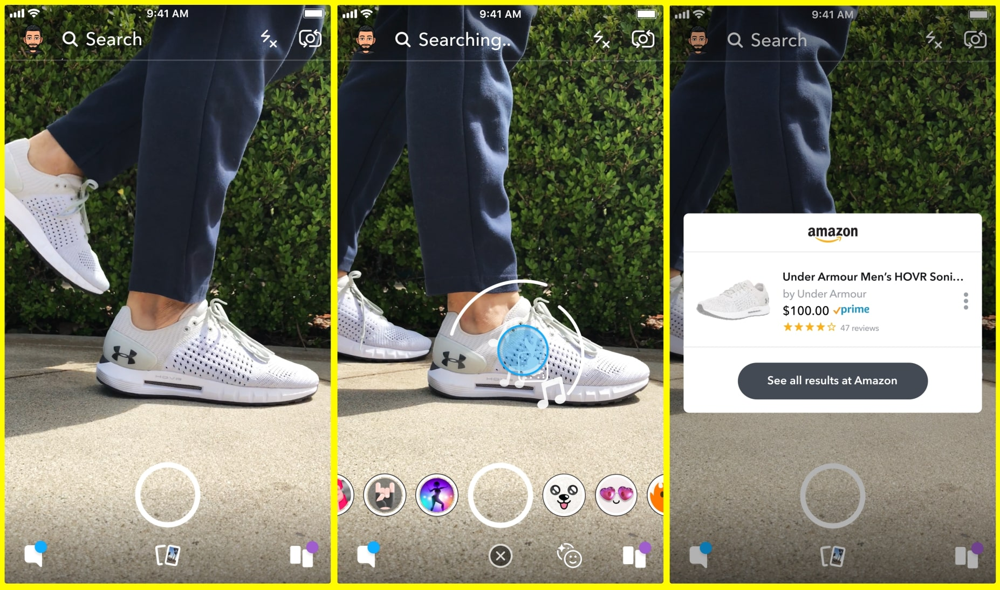 9:41 AM
Search
HOVR
9:41 AM
Searching..
9:41 AM
Search
amazon
Under Armour Men’s HOVR Soni...
by Under Armour
$100.00 prime
47 reviews
See all results at Amazon